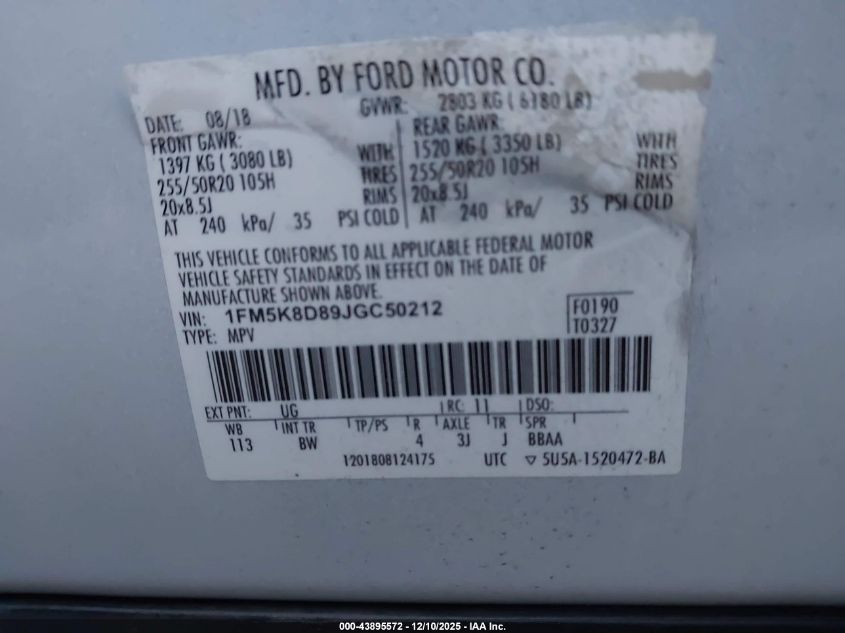 MFD. BY FORD MOTOR CO.
DATE: 08/18 GVWR: 2803 KG ( 6180 LB)
FRONT GAWR: REAR GAWR:
1397 KG ( 3080 LB) WITH 1520 KG ( 3350 LB) WITH
255/50R20 105H TIRES 255/50R20 105H TIRES
20x8.5J RIMS 20x8.5J RIMS
AT 240 kPa/ 35 PSI COLD AT 240 kPa/ 35 PSI COLD
THIS VEHICLE CONFORMS TO ALL APPLICABLE FEDERAL MOTOR
VEHICLE SAFETY STANDARDS IN EFFECT ON THE DATE OF
MANUFACTURE SHOWN ABOVE.
VIN: 1FM5K8D89JGC50212 F0190
TYPE: MPV T0327
EXT PNT: UG RC: 11 DSO:
WB INT TR TP/PS R AXLE TR SPR
113 BW 4 3J J BBAA
1201808124175 UTC ▽ 5U5A-1520472-BA
000-43895572 - 12/10/2025 - IAA Inc.